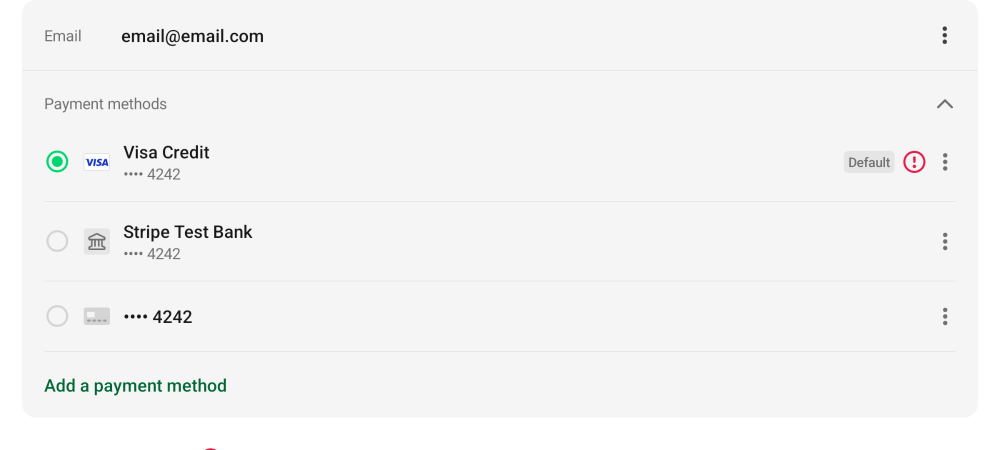 Email email@email.com
Payment methods
VISA Visa Credit Default
•••• 4242
Stripe Test Bank
•••• 4242
•••• 4242
Add a payment method